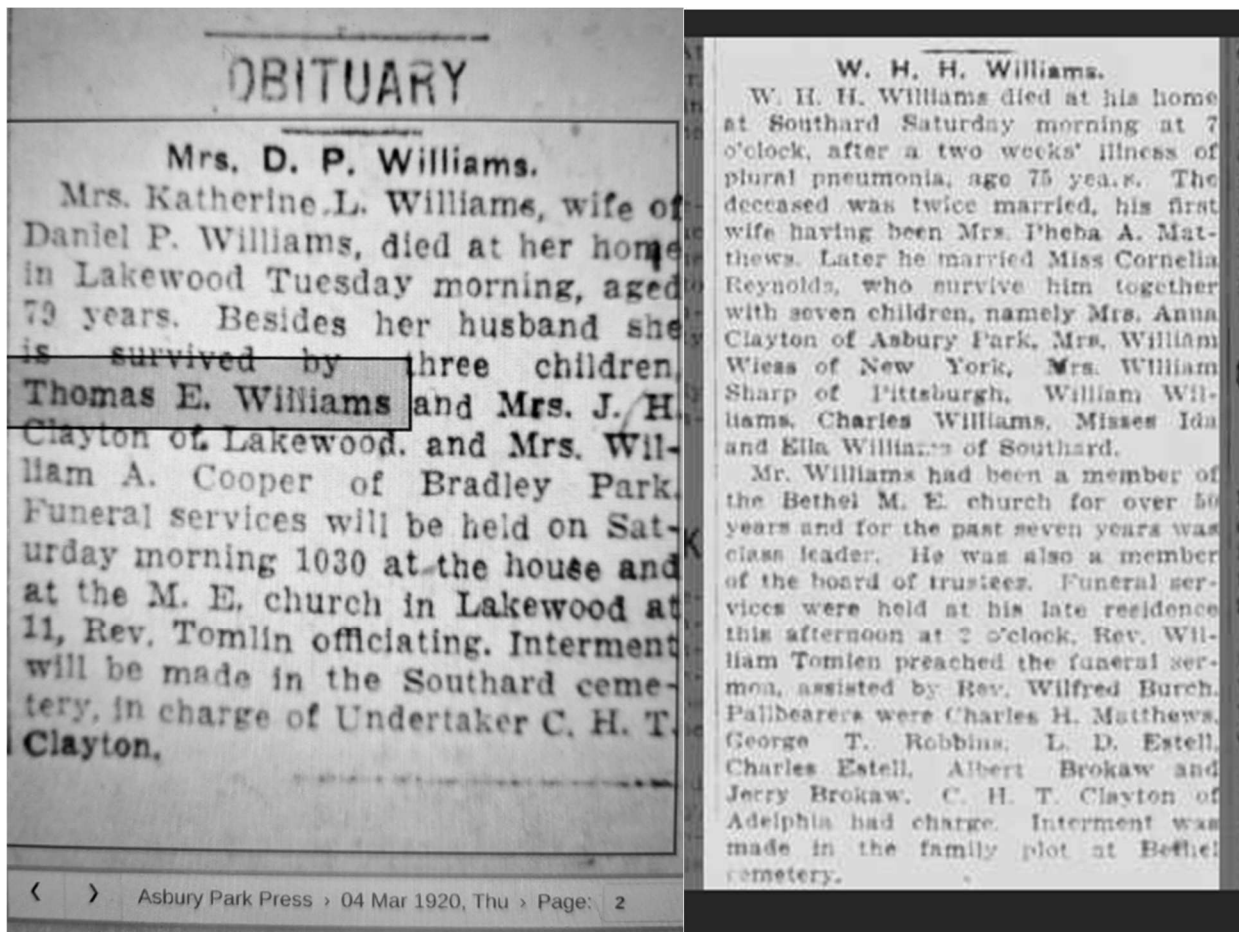 OBITUARY
Mrs. D. P. Williams.
Mrs. Katherine L. Williams, wife of
Daniel P. Williams, died at her home
in Lakewood Tuesday morning, aged
79 years. Besides her husband she
is survived by three children,
Thomas E. Williams and Mrs. J. H.
Clayton of Lakewood, and Mrs. Wil-
liam A. Cooper of Bradley Park.
Funeral services will be held on Sat-
urday morning 1030 at the house and
at the M. E. church in Lakewood at
11, Rev. Tomlin officiating. Interment
will be made in the Southard ceme-
tery, in charge of Undertaker C. H. T.
Clayton.
‹ › Asbury Park Press › 04 Mar 1920, Thu › Page: 2
W. H. H. Williams.
W. H. H. Williams died at his home
at Southard Saturday morning at 7
o'clock, after a two weeks' illness of
plural pneumonia, age 75 years. The
deceased was twice married, his first
wife having been Mrs. Pheba A. Mat-
thews. Later he married Miss Cornelia
Reynolds, who survive him together
with seven children, namely Mrs. Anna
Clayton of Asbury Park, Mrs. William
Wiess of New York, Mrs. William
Sharp of Pittsburgh, William Wil-
liams, Charles Williams, Misses Ida
and Ella Williams of Southard.
Mr. Williams had been a member of
the Bethel M. E. church for over 50
years and for the past seven years was
class leader. He was also a member
of the board of trustees. Funeral ser-
vices were held at his late residence
this afternoon at 2 o'clock, Rev. Wil-
liam Tomlen preached the funeral ser-
mon, assisted by Rev. Wilfred Burch.
Pallbearers were Charles H. Matthews,
George T. Robbins, L. D. Estell,
Charles Estell, Albert Brokaw and
Jerry Brokaw. C. H. T. Clayton of
Adelphia had charge. Interment was
made in the family plot at Bethel
cemetery.